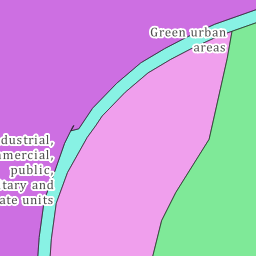 Green urban
areas
dustrial,
mercial,
public,
tary and
ate units